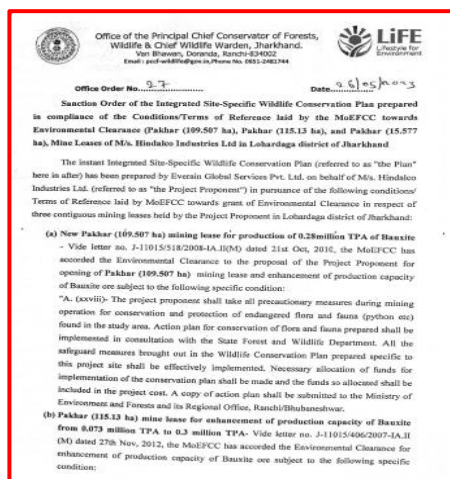 Office of the Principal Chief Conservator of Forests,
Wildlife & Chief Wildlife Warden, Jharkhand.
Van Bhawan, Doranda, Ranchi-834002
Email : pccf-wildlife@gov.in,Phone No. 0651-2481744
LiFE
Lifestyle for
Environment
Office Order No. 27 Date 26/05/2023
Sanction Order of the Integrated Site-Specific Wildlife Conservation Plan prepared
in compliance of the Conditions/Terms of Reference laid by the MoEFCC towards
Environmental Clearance (Pakhar (109.507 ha), Pakhar (115.13 ha), and Pakhar (15.577
ha), Mine Leases of M/s. Hindalco Industries Ltd in Lohardaga district of Jharkhand
The instant Integrated Site-Specific Wildlife Conservation Plan (referred to as "the Plan"
here in after) has been prepared by Everain Global Services Pvt. Ltd. on behalf of M/s. Hindalco
Industries Ltd. (referred to as "the Project Proponent") in pursuance of the following conditions/
Terms of Reference laid by MoEFCC towards grant of Environmental Clearance in respect of
three contiguous mining leases held by the Project Proponent in Lohardaga district of Jharkhand:
(a) New Pakhar (109.507 ha) mining lease for production of 0.28million TPA of Bauxite
- Vide letter no. J-11015/518/2008-IA.II(M) dated 21st Oct, 2010, the MoEFCC has
accorded the Environmental Clearance to the proposal of the Project Proponent for
opening of Pakhar (109.507 ha) mining lease and enhancement of production capacity
of Bauxite ore subject to the following specific condition:
"A. (xxviii)- The project proponent shall take all precautionary measures during mining
operation for conservation and protection of endangered flora and fauna (python etc)
found in the study area. Action plan for conservation of flora and fauna prepared shall be
implemented in consultation with the State Forest and Wildlife Department. All the
safeguard measures brought out in the Wildlife Conservation Plan prepared specific to
this project site shall be effectively implemented. Necessary allocation of funds for
implementation of the conservation plan shall be made and the funds so allocated shall be
included in the project cost. A copy of action plan shall be submitted to the Ministry of
Environment and Forests and its Regional Office, Ranchi/Bhubaneshwar.
(b) Pakhar (115.13 ha) mine lease for enhancement of production capacity of Bauxite
from 0.073 million TPA to 0.3 million TPA- Vide letter no. J-11015/406/2007-IA.II
(M) dated 27th Nov, 2012, the MoEFCC has accorded the Environmental Clearance for
enhancement of production capacity of Bauxite ore subject to the following specific
condition: